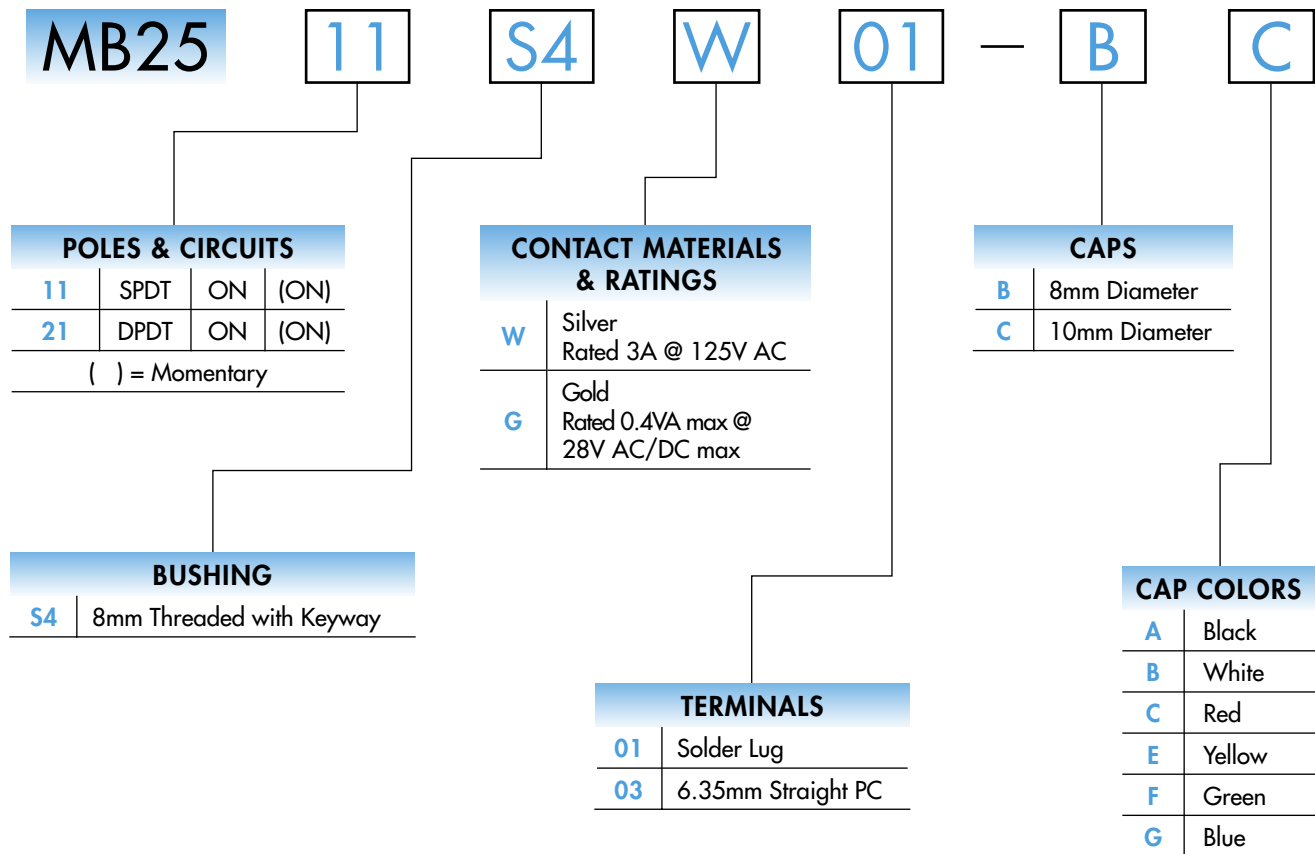 MB25 11 S4 W 01 — B C
POLES & CIRCUITS
11 SPDT ON (ON)
21 DPDT ON (ON)
( ) = Momentary
CONTACT MATERIALS
& RATINGS
W Silver
Rated 3A @ 125V AC
G Gold
Rated 0.4VA max @
28V AC/DC max
CAPS
B 8mm Diameter
C 10mm Diameter
BUSHING
S4 8mm Threaded with Keyway
TERMINALS
01 Solder Lug
03 6.35mm Straight PC
CAP COLORS
A Black
B White
C Red
E Yellow
F Green
G Blue